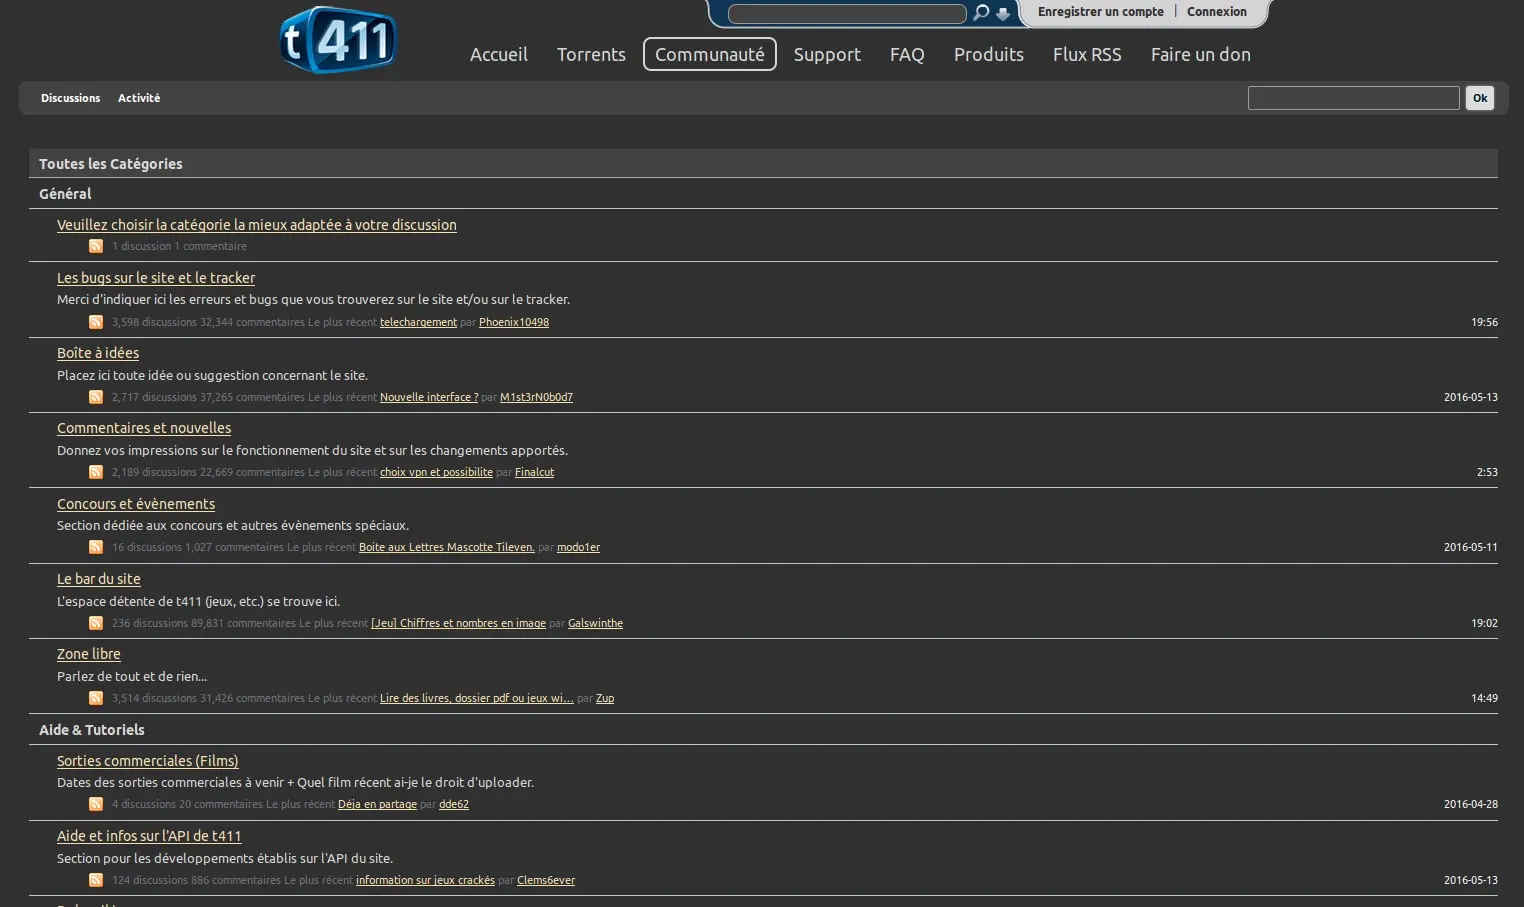 t411
Enregistrer un compte | Connexion
Accueil Torrents Communauté Support FAQ Produits Flux RSS Faire un don
Discussions Activité Ok
Toutes les Catégories
Général
Veuillez choisir la catégorie la mieux adaptée à votre discussion
1 discussion 1 commentaire
Les bugs sur le site et le tracker
Merci d'indiquer ici les erreurs et bugs que vous trouverez sur le site et/ou sur le tracker.
3,598 discussions 32,344 commentaires Le plus récent telechargement par Phoenix10498 19:56
Boîte à idées
Placez ici toute idée ou suggestion concernant le site.
2,717 discussions 37,265 commentaires Le plus récent Nouvelle interface ? par M1st3rN0b0d7 2016-05-13
Commentaires et nouvelles
Donnez vos impressions sur le fonctionnement du site et sur les changements apportés.
2,189 discussions 22,669 commentaires Le plus récent choix vpn et possibilite par Finalcut 2:53
Concours et évènements
Section dédiée aux concours et autres évènements spéciaux.
16 discussions 1,027 commentaires Le plus récent Boite aux Lettres Mascotte Tileven. par modo1er 2016-05-11
Le bar du site
L'espace détente de t411 (jeux, etc.) se trouve ici.
236 discussions 89,831 commentaires Le plus récent [Jeu] Chiffres et nombres en image par Galswinthe 19:02
Zone libre
Parlez de tout et de rien...
3,514 discussions 31,426 commentaires Le plus récent Lire des livres, dossier pdf ou jeux wi... par Zup 14:49
Aide & Tutoriels
Sorties commerciales (Films)
Dates des sorties commerciales à venir + Quel film récent ai-je le droit d'uploader.
4 discussions 20 commentaires Le plus récent Déja en partage par dde62 2016-04-28
Aide et infos sur l'API de t411
Section pour les développements établis sur l'API du site.
124 discussions 886 commentaires Le plus récent information sur jeux crackés par Clems6ever 2016-05-13